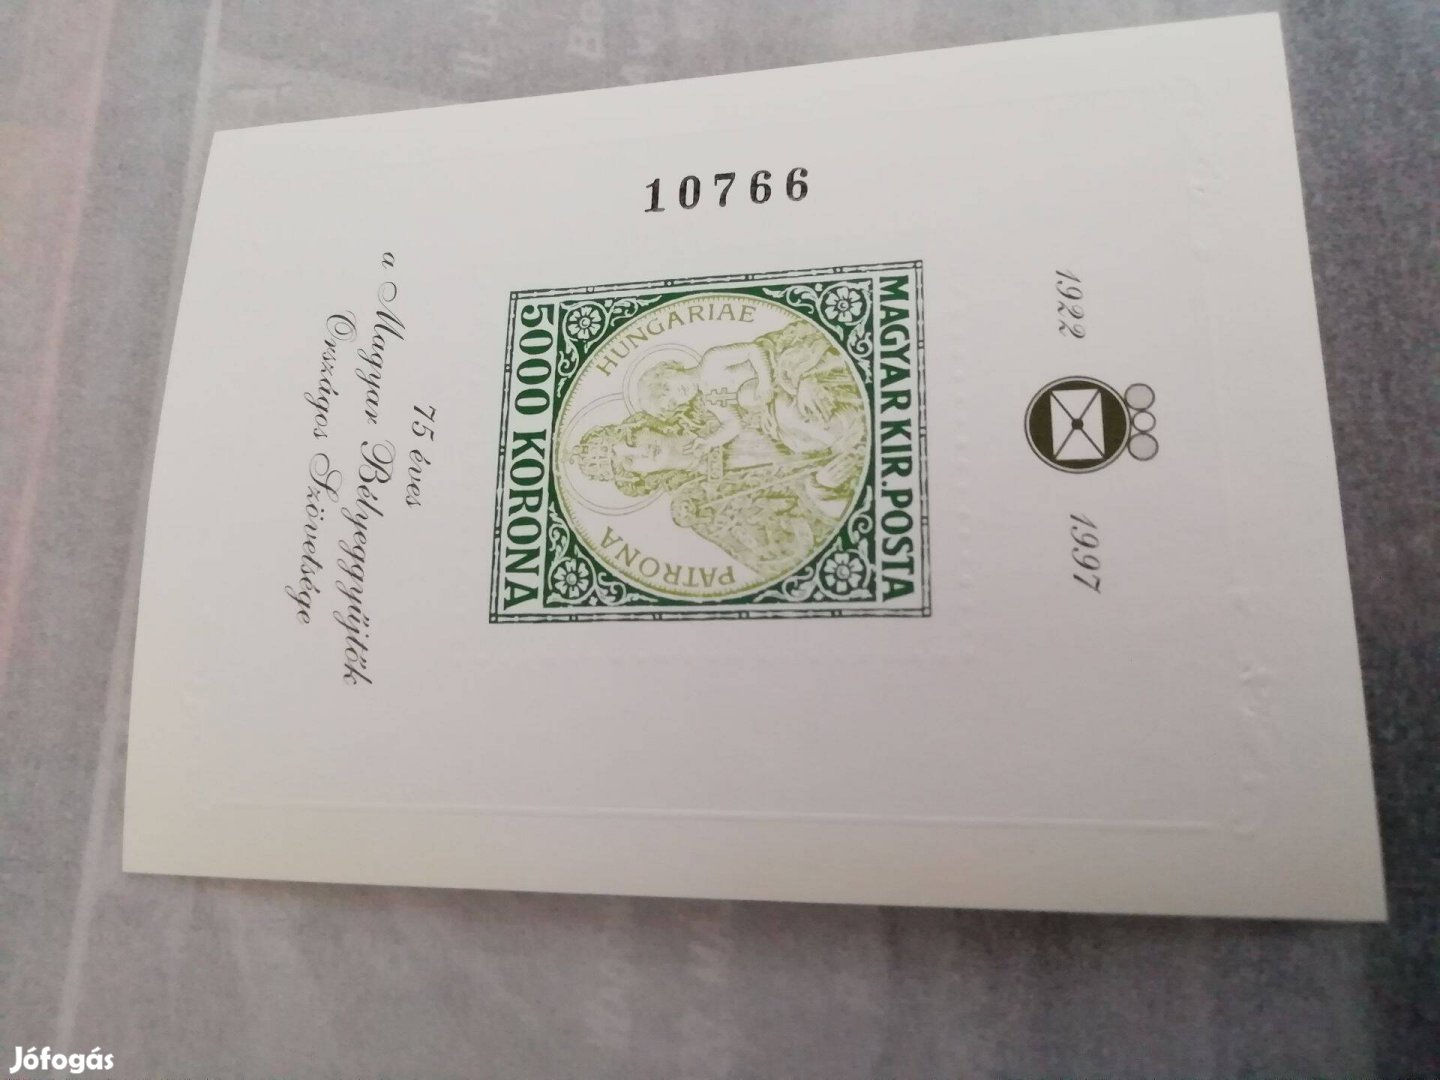 1922 1997
MAGYAR KIR. POSTA
PATRONA HUNGARIAE
5000 KORONA
10766
75 éves
a Magyar Bélyeggyűjtők
Országos Szövetsége
Jófogás